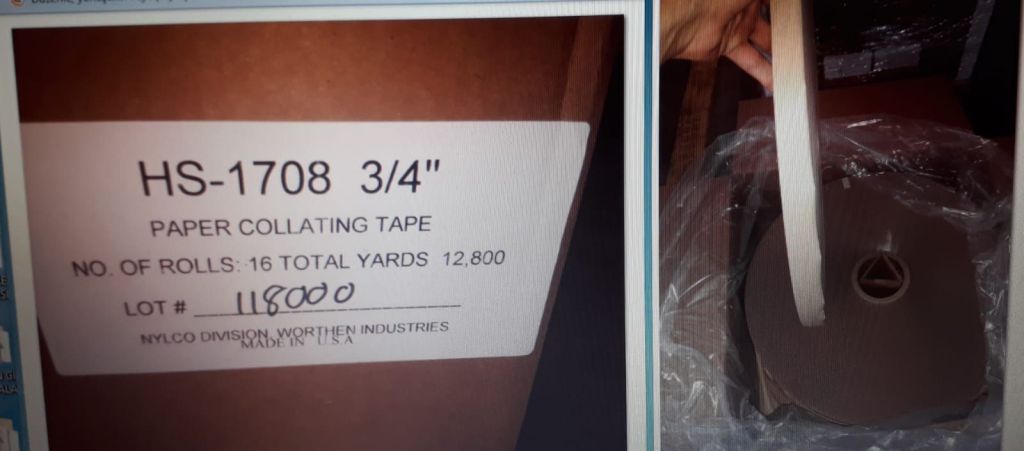 HS-1708 3/4"
PAPER COLLATING TAPE
NO. OF ROLLS: 16 TOTAL YARDS 12,800
LOT # 118000
NYLCO DIVISION, WORTHEN INDUSTRIES
MADE IN U.S.A